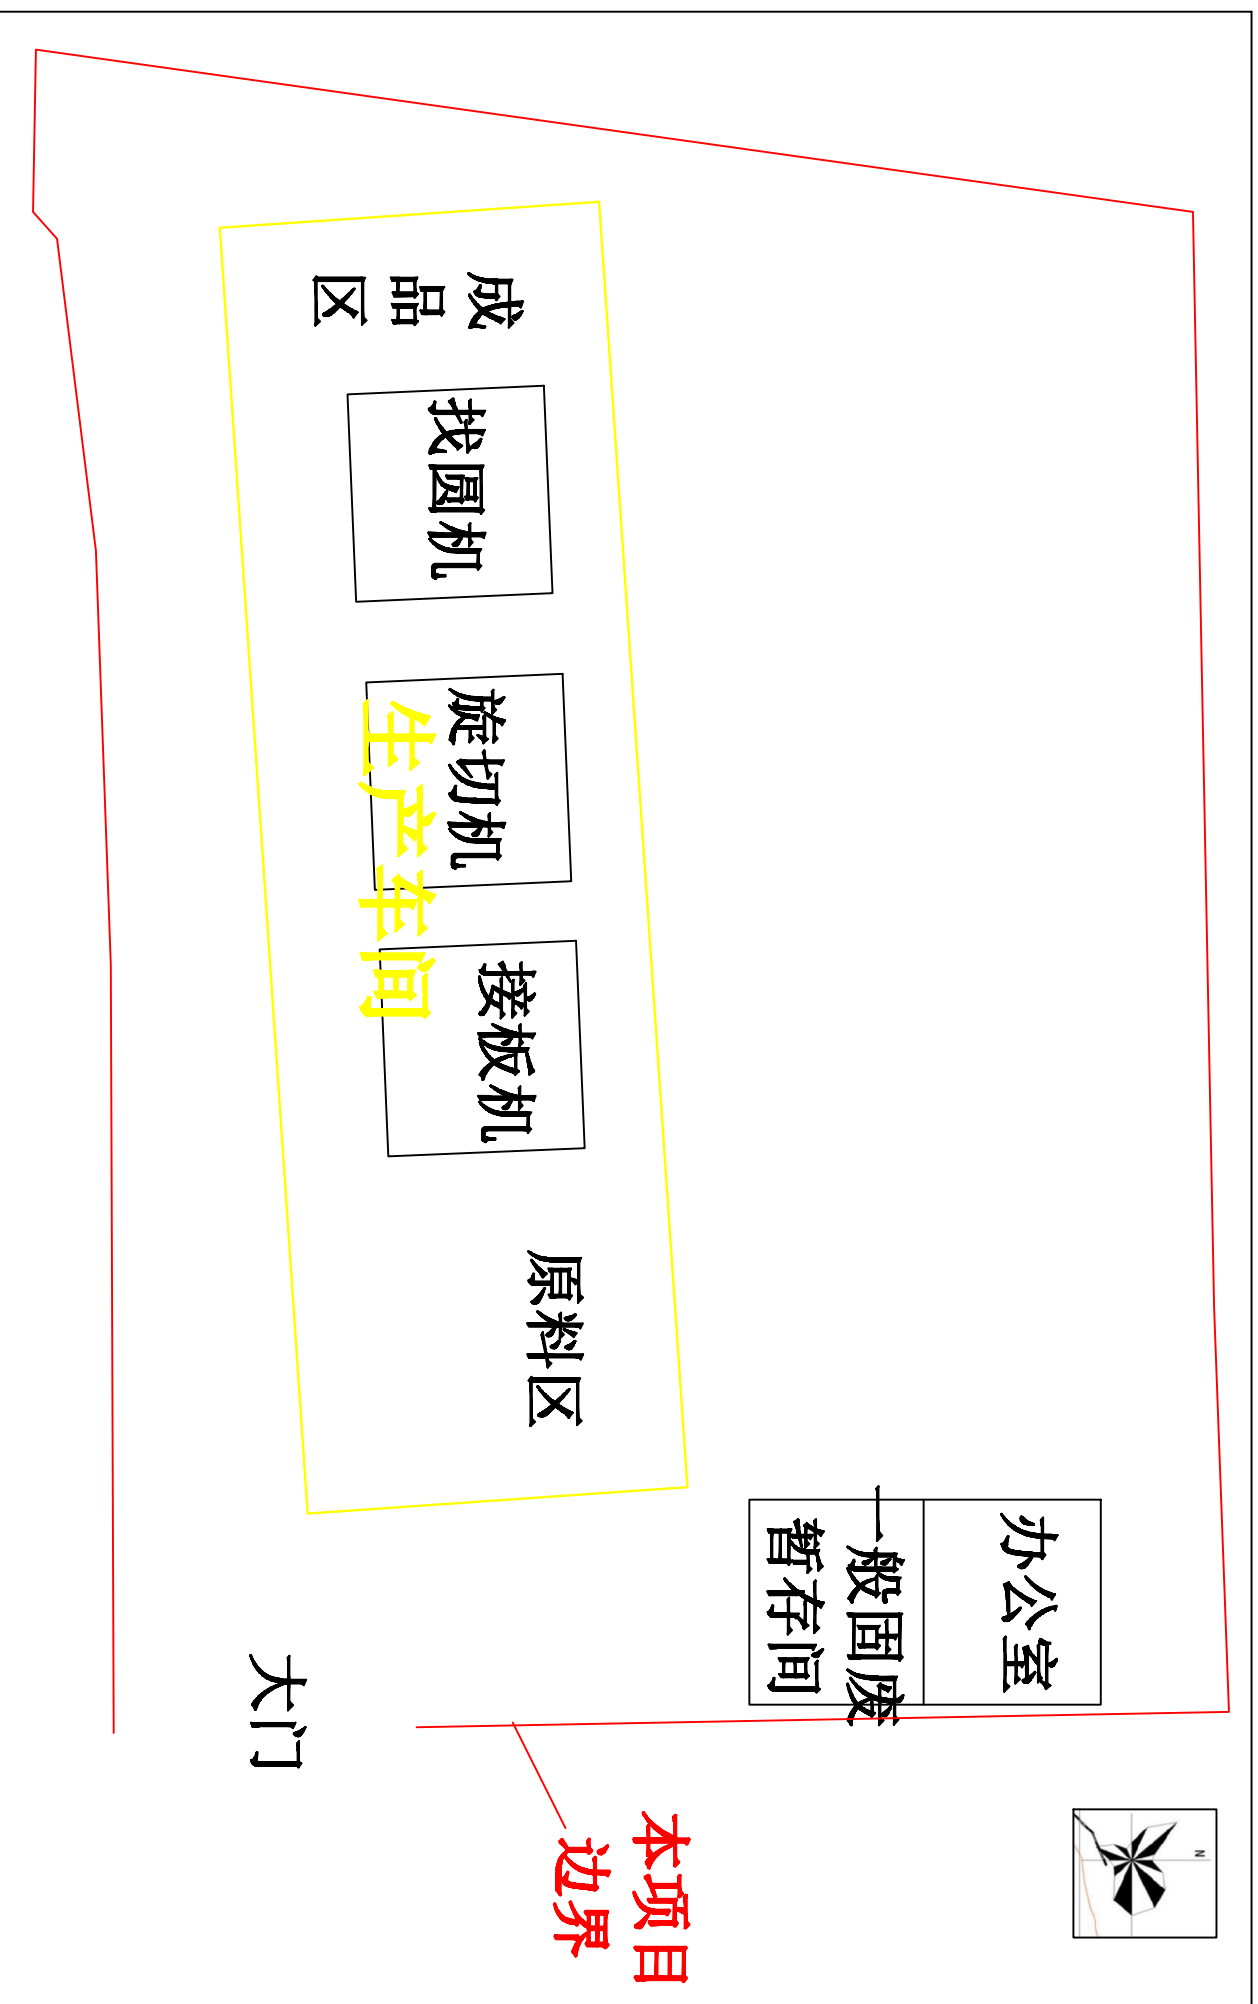 N
办公室
一般固废
暂存间
本项目
边界
成
品
区
找圆机
旋切机
接板机
原料区
生产车间
大门